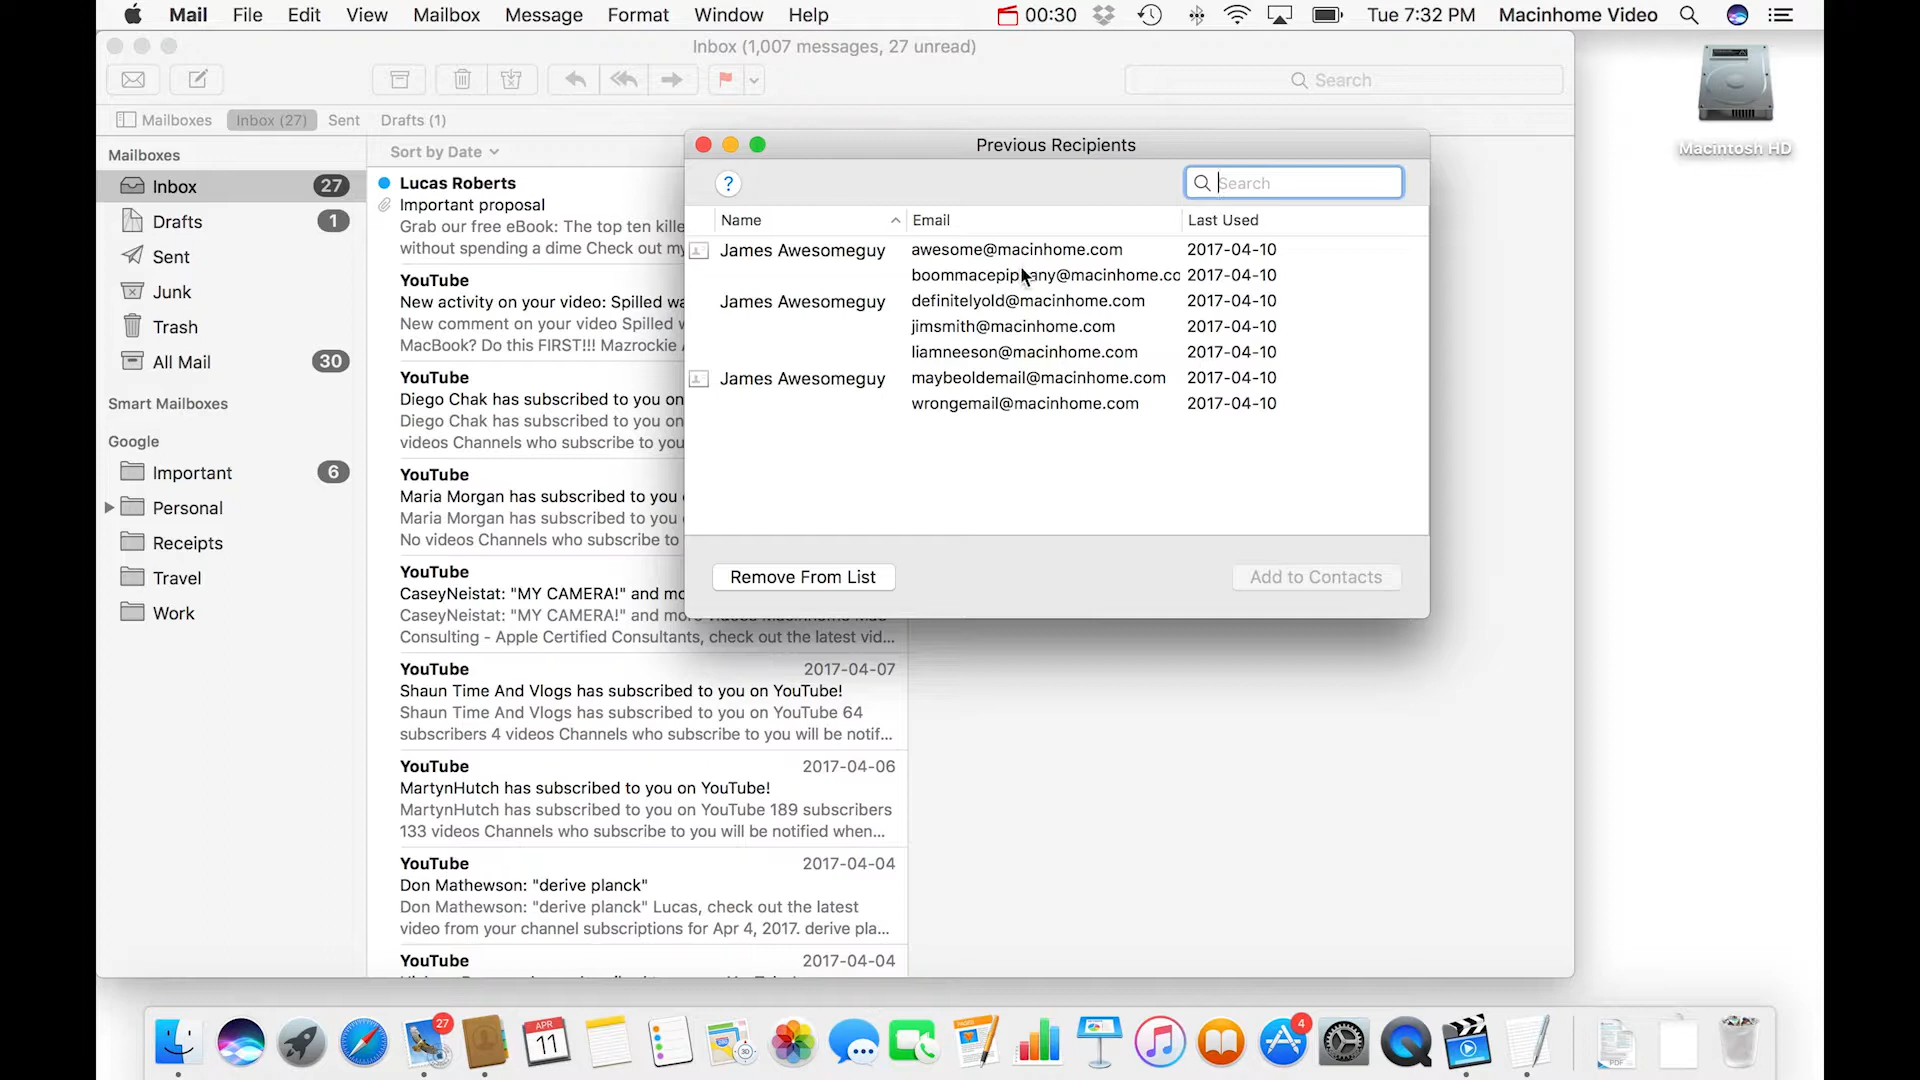 Mail File Edit View Mailbox Message Format Window Help 00:30 Tue 7:32 PM Macinhome Video
Inbox (1,007 messages, 27 unread)
Search
Mailboxes Inbox (27) Sent Drafts (1)
Mailboxes
Inbox 27
Drafts 1
Sent
Junk
Trash
All Mail 30
Smart Mailboxes
Google
Important 6
Personal
Receipts
Travel
Work
Sort by Date
Lucas Roberts
Important proposal
Grab our free eBook: The top ten kille
without spending a dime Check out my
YouTube
New activity on your video: Spilled wa
New comment on your video Spilled w
MacBook? Do this FIRST!!! Mazrockie
YouTube
Diego Chak has subscribed to you on
Diego Chak has subscribed to you on
videos Channels who subscribe to you
YouTube
Maria Morgan has subscribed to you
Maria Morgan has subscribed to you
No videos Channels who subscribe to
YouTube
CaseyNeistat: "MY CAMERA!" and mo
CaseyNeistat: "MY CAMERA!" and more videos Macinhome Mac
Consulting - Apple Certified Consultants, check out the latest vid...
YouTube 2017-04-07
Shaun Time And Vlogs has subscribed to you on YouTube!
Shaun Time And Vlogs has subscribed to you on YouTube 64
subscribers 4 videos Channels who subscribe to you will be notif...
YouTube 2017-04-06
MartynHutch has subscribed to you on YouTube!
MartynHutch has subscribed to you on YouTube 189 subscribers
133 videos Channels who subscribe to you will be notified when...
YouTube 2017-04-04
Don Mathewson: "derive planck"
Don Mathewson: "derive planck" Lucas, check out the latest
video from your channel subscriptions for Apr 4, 2017. derive pla...
YouTube 2017-04-04
Previous Recipients
? Search
Name Email Last Used
James Awesomeguy awesome@macinhome.com 2017-04-10
boommacepiphany@macinhome.cc 2017-04-10
James Awesomeguy definitelyold@macinhome.com 2017-04-10
jimsmith@macinhome.com 2017-04-10
liamneeson@macinhome.com 2017-04-10
James Awesomeguy maybeoldemail@macinhome.com 2017-04-10
wrongemail@macinhome.com 2017-04-10
Remove From List Add to Contacts
Macintosh HD
27
APR
11
30
4
PDF